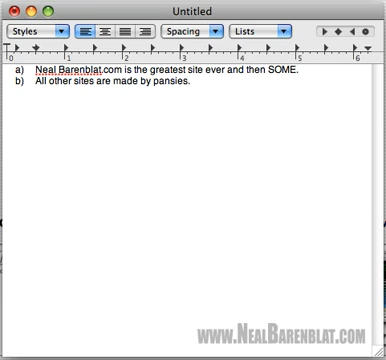 Untitled
Styles Spacing Lists
0 1 2 3 4 5 6
a) Neal Barenblat.com is the greatest site ever and then SOME.
b) All other sites are made by pansies.
www.NealBarenblat.com